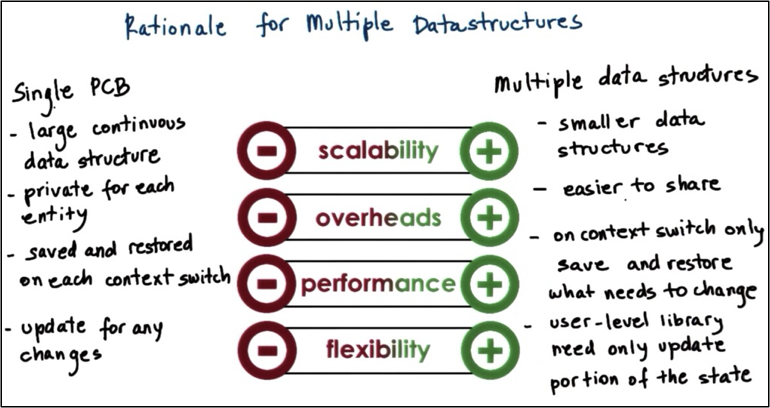 Rationale for Multiple Datastructures
Single PCB
- large continuous
data structure
- private for each
entity
- saved and restored
on each context switch
- update for any
changes
scalability
overheads
performance
flexibility
Multiple data structures
- smaller data
structures
- easier to share
- on context switch only
save and restore
what needs to change
- user-level library
need only update
portion of the state